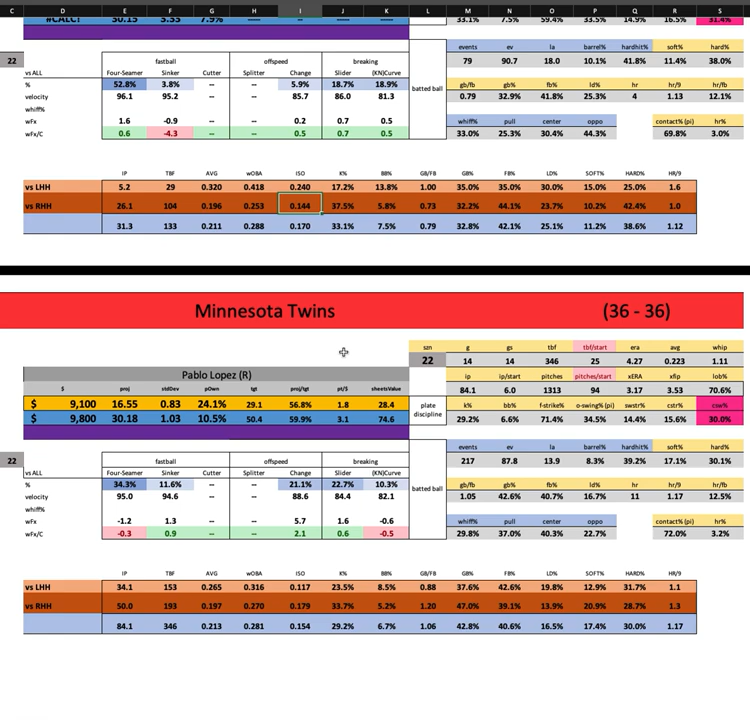 C D E F G H I J K L M N O P Q R S
#CALC! 30.15 3.33 7.9% ---- ---- ---- ---- 33.1% 7.5% 59.4% 33.5% 14.9% 16.5% 31.4%
events ev la barrel% hardhit% soft% hard%
22 fastball offspeed breaking 79 90.7 18.0 10.1% 41.8% 11.4% 38.0%
vs ALL Four-Seamer Sinker Cutter Splitter Change Slider (KN)Curve
% 52.8% 3.8% -- -- 5.9% 18.7% 18.9% gb/fb gb% fb% ld% hr hr/9 hr/fb
velocity 96.1 95.2 -- -- 85.7 86.0 81.3 batted ball 0.79 32.9% 41.8% 25.3% 4 1.13 12.1%
whiff%
wFx 1.6 -0.9 0.2 0.7 0.5 whiff% pull center oppo contact% (pi) hr%
wFx/C 0.6 -4.3 -- -- 0.5 0.7 0.5 33.0% 25.3% 30.4% 44.3% 69.8% 3.0%
IP TBF AVG wOBA ISO K% BB% GB/FB GB% FB% LD% SOFT% HARD% HR/9
vs LHH 5.2 29 0.320 0.418 0.240 17.2% 13.8% 1.00 35.0% 35.0% 30.0% 15.0% 25.0% 1.6
vs RHH 26.1 104 0.196 0.253 0.144 37.5% 5.8% 0.73 32.2% 44.1% 23.7% 10.2% 42.4% 1.0
31.3 133 0.211 0.288 0.170 33.1% 7.5% 0.79 32.8% 42.1% 25.1% 11.2% 38.6% 1.12
Minnesota Twins (36 - 36)
szn g gs tbf tbf/start era avg whip
22 14 14 346 25 4.27 0.223 1.11
Pablo Lopez (R) ip ip/start pitches pitches/start xERA xfip lob%
$ proj stdDev pOwn tgt proj/tgt pt/$ sheetsValue 84.1 6.0 1313 94 3.17 3.53 70.6%
$ 9,100 16.55 0.83 24.1% 29.1 56.8% 1.8 28.4 plate discipline k% bb% f-strike% o-swing% (pi) swstr% cstr% csw%
$ 9,800 30.18 1.03 10.5% 50.4 59.9% 3.1 74.6 29.2% 6.6% 71.4% 34.5% 14.4% 15.6% 30.0%
events ev la barrel% hardhit% soft% hard%
22 fastball offspeed breaking 217 87.8 13.9 8.3% 39.2% 17.1% 30.1%
vs ALL Four-Seamer Sinker Cutter Splitter Change Slider (KN)Curve
% 34.3% 11.6% -- -- 21.1% 22.7% 10.3% gb/fb gb% fb% ld% hr hr/9 hr/fb
velocity 95.0 94.6 -- -- 88.6 84.4 82.1 batted ball 1.05 42.6% 40.7% 16.7% 11 1.17 12.5%
whiff%
wFx -1.2 1.3 5.7 1.6 -0.6 whiff% pull center oppo contact% (pi) hr%
wFx/C -0.3 0.9 -- -- 2.1 0.6 -0.5 29.8% 37.0% 40.3% 22.7% 72.0% 3.2%
IP TBF AVG wOBA ISO K% BB% GB/FB GB% FB% LD% SOFT% HARD% HR/9
vs LHH 34.1 153 0.265 0.316 0.117 23.5% 8.5% 0.88 37.6% 42.6% 19.8% 12.9% 31.7% 1.1
vs RHH 50.0 193 0.197 0.270 0.179 33.7% 5.2% 1.20 47.0% 39.1% 13.9% 20.9% 28.7% 1.3
84.1 346 0.213 0.281 0.154 29.2% 6.7% 1.06 42.8% 40.6% 16.5% 17.4% 30.0% 1.17